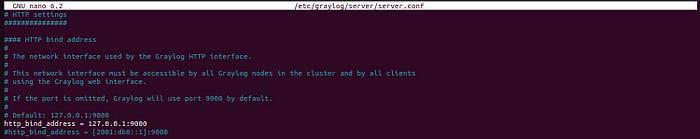 GNU nano 6.2 /etc/graylog/server/server.conf
# HTTP settings
###############
#### HTTP bind address
#
# The network interface used by the Graylog HTTP interface.
#
# This network interface must be accessible by all Graylog nodes in the cluster and by all clients
# using the Graylog web interface.
#
# If the port is omitted, Graylog will use port 9000 by default.
#
# Default: 127.0.0.1:9000
http_bind_address = 127.0.0.1:9000
#http_bind_address = [2001:db8::1]:9000